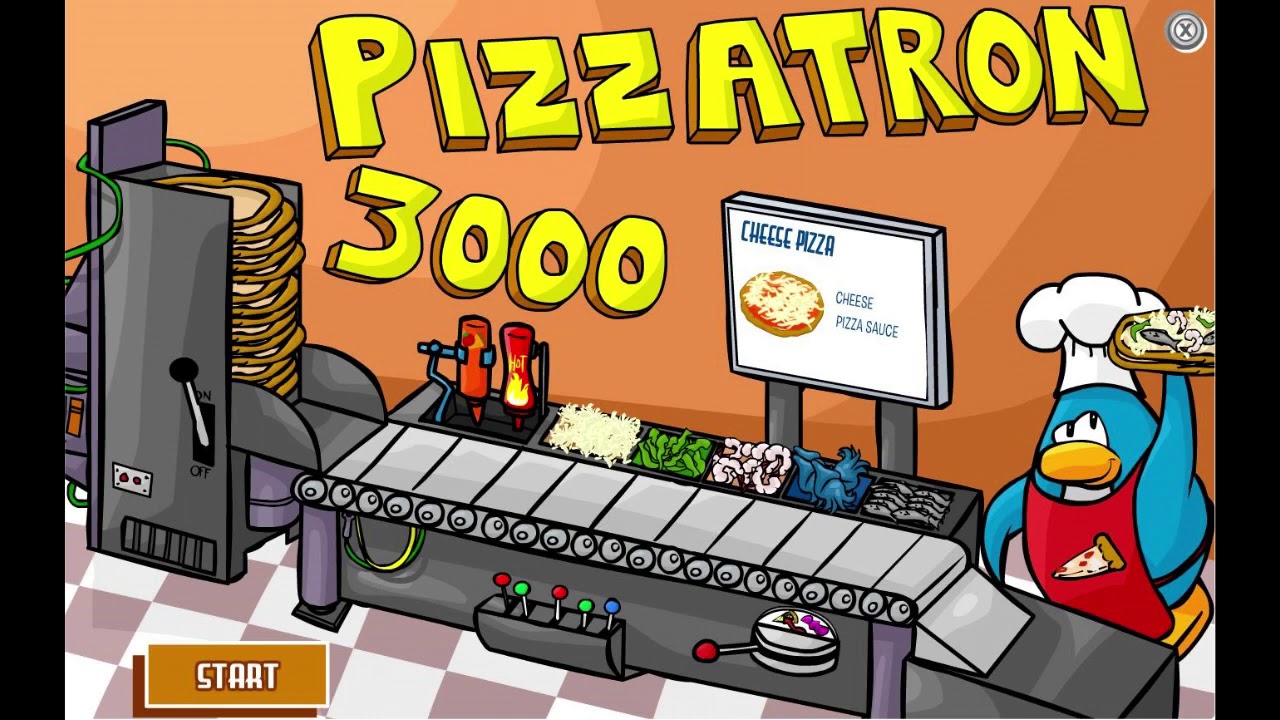 PIZZATRON
3000
CHEESE PIZZA
CHEESE
PIZZA SAUCE
HOT
ON
OFF
START
X